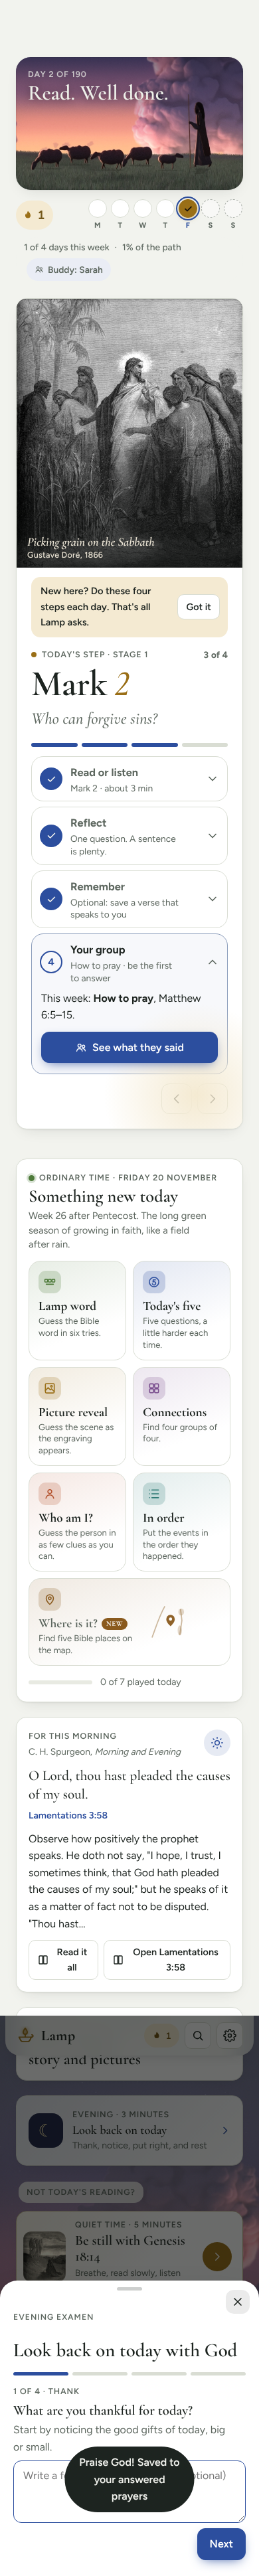 DAY 2 OF 190
Read. Well done.
1
M T W T F S S
1 of 4 days this week · 1% of the path
Buddy: Sarah
Picking grain on the Sabbath
Gustave Doré, 1866
New here? Do these four
steps each day. That's all
Lamp asks.
Got it
TODAY'S STEP · STAGE 1
3 of 4
Mark 2
Who can forgive sins?
Read or listen
Mark 2 · about 3 min
Reflect
One question. A sentence
is plenty.
Remember
Optional: save a verse that
speaks to you
4
Your group
How to pray · be the first
to answer
This week: How to pray, Matthew
6:5–15.
See what they said
ORDINARY TIME · FRIDAY 20 NOVEMBER
Something new today
Week 26 after Pentecost. The long green
season of growing in faith, like a field
after rain.
Lamp word
Guess the Bible
word in six tries.
Today's five
Five questions, a
little harder each
time.
Picture reveal
Guess the scene as
the engraving
appears.
Connections
Find four groups of
four.
Who am I?
Guess the person in
as few clues as you
can.
In order
Put the events in
the order they
happened.
Where is it? NEW
Find five Bible places on
the map.
0 of 7 played today
FOR THIS MORNING
C. H. Spurgeon, Morning and Evening
O Lord, thou hast pleaded the causes
of my soul.
Lamentations 3:58
Observe how positively the prophet
speaks. He doth not say, "I hope, I trust, I
sometimes think, that God hath pleaded
the causes of my soul;" but he speaks of it
as a matter of fact not to be disputed.
"Thou hast…
Read it
all
Open Lamentations
3:58
Lamp
1
story and pictures
EVENING · 3 MINUTES
Look back on today
Thank, notice, put right, and rest
NOT TODAY'S READING?
QUIET TIME · 5 MINUTES
Be still with Genesis
18:14
Breathe, read slowly, listen
EVENING EXAMEN
Look back on today with God
1 OF 4 · THANK
What are you thankful for today?
Start by noticing the good gifts of today, big
or small.
Write a
Praise God! Saved to
your answered
prayers
Next